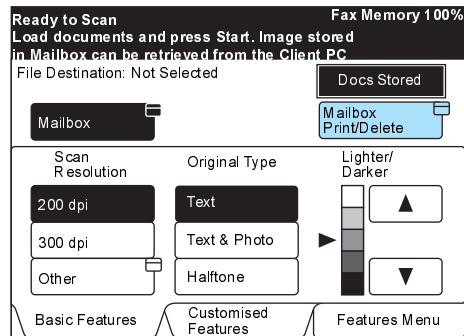 Ready to Scan
Fax Memory 100%
Load documents and press Start. Image stored
in Mailbox can be retrieved from the Client PC
File Destination: Not Selected
Docs Stored
Mailbox
Mailbox
Print/Delete
Scan
Resolution
Original Type
Lighter/
Darker
200 dpi
Text
300 dpi
Text & Photo
Other
Halftone
Basic Features
Customised
Features
Features Menu